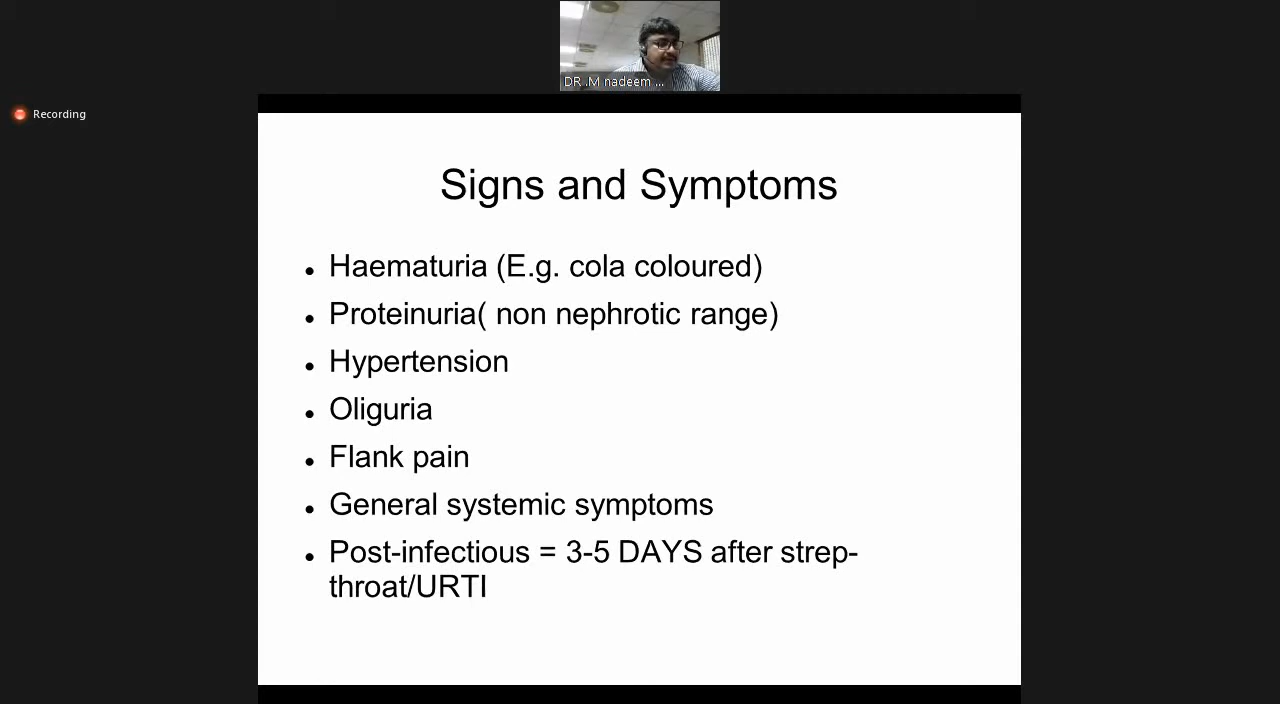 DR .M nadeem ...
Recording
Signs and Symptoms
• Haematuria (E.g. cola coloured)
• Proteinuria( non nephrotic range)
• Hypertension
• Oliguria
• Flank pain
• General systemic symptoms
• Post-infectious = 3-5 DAYS after strep-
throat/URTI